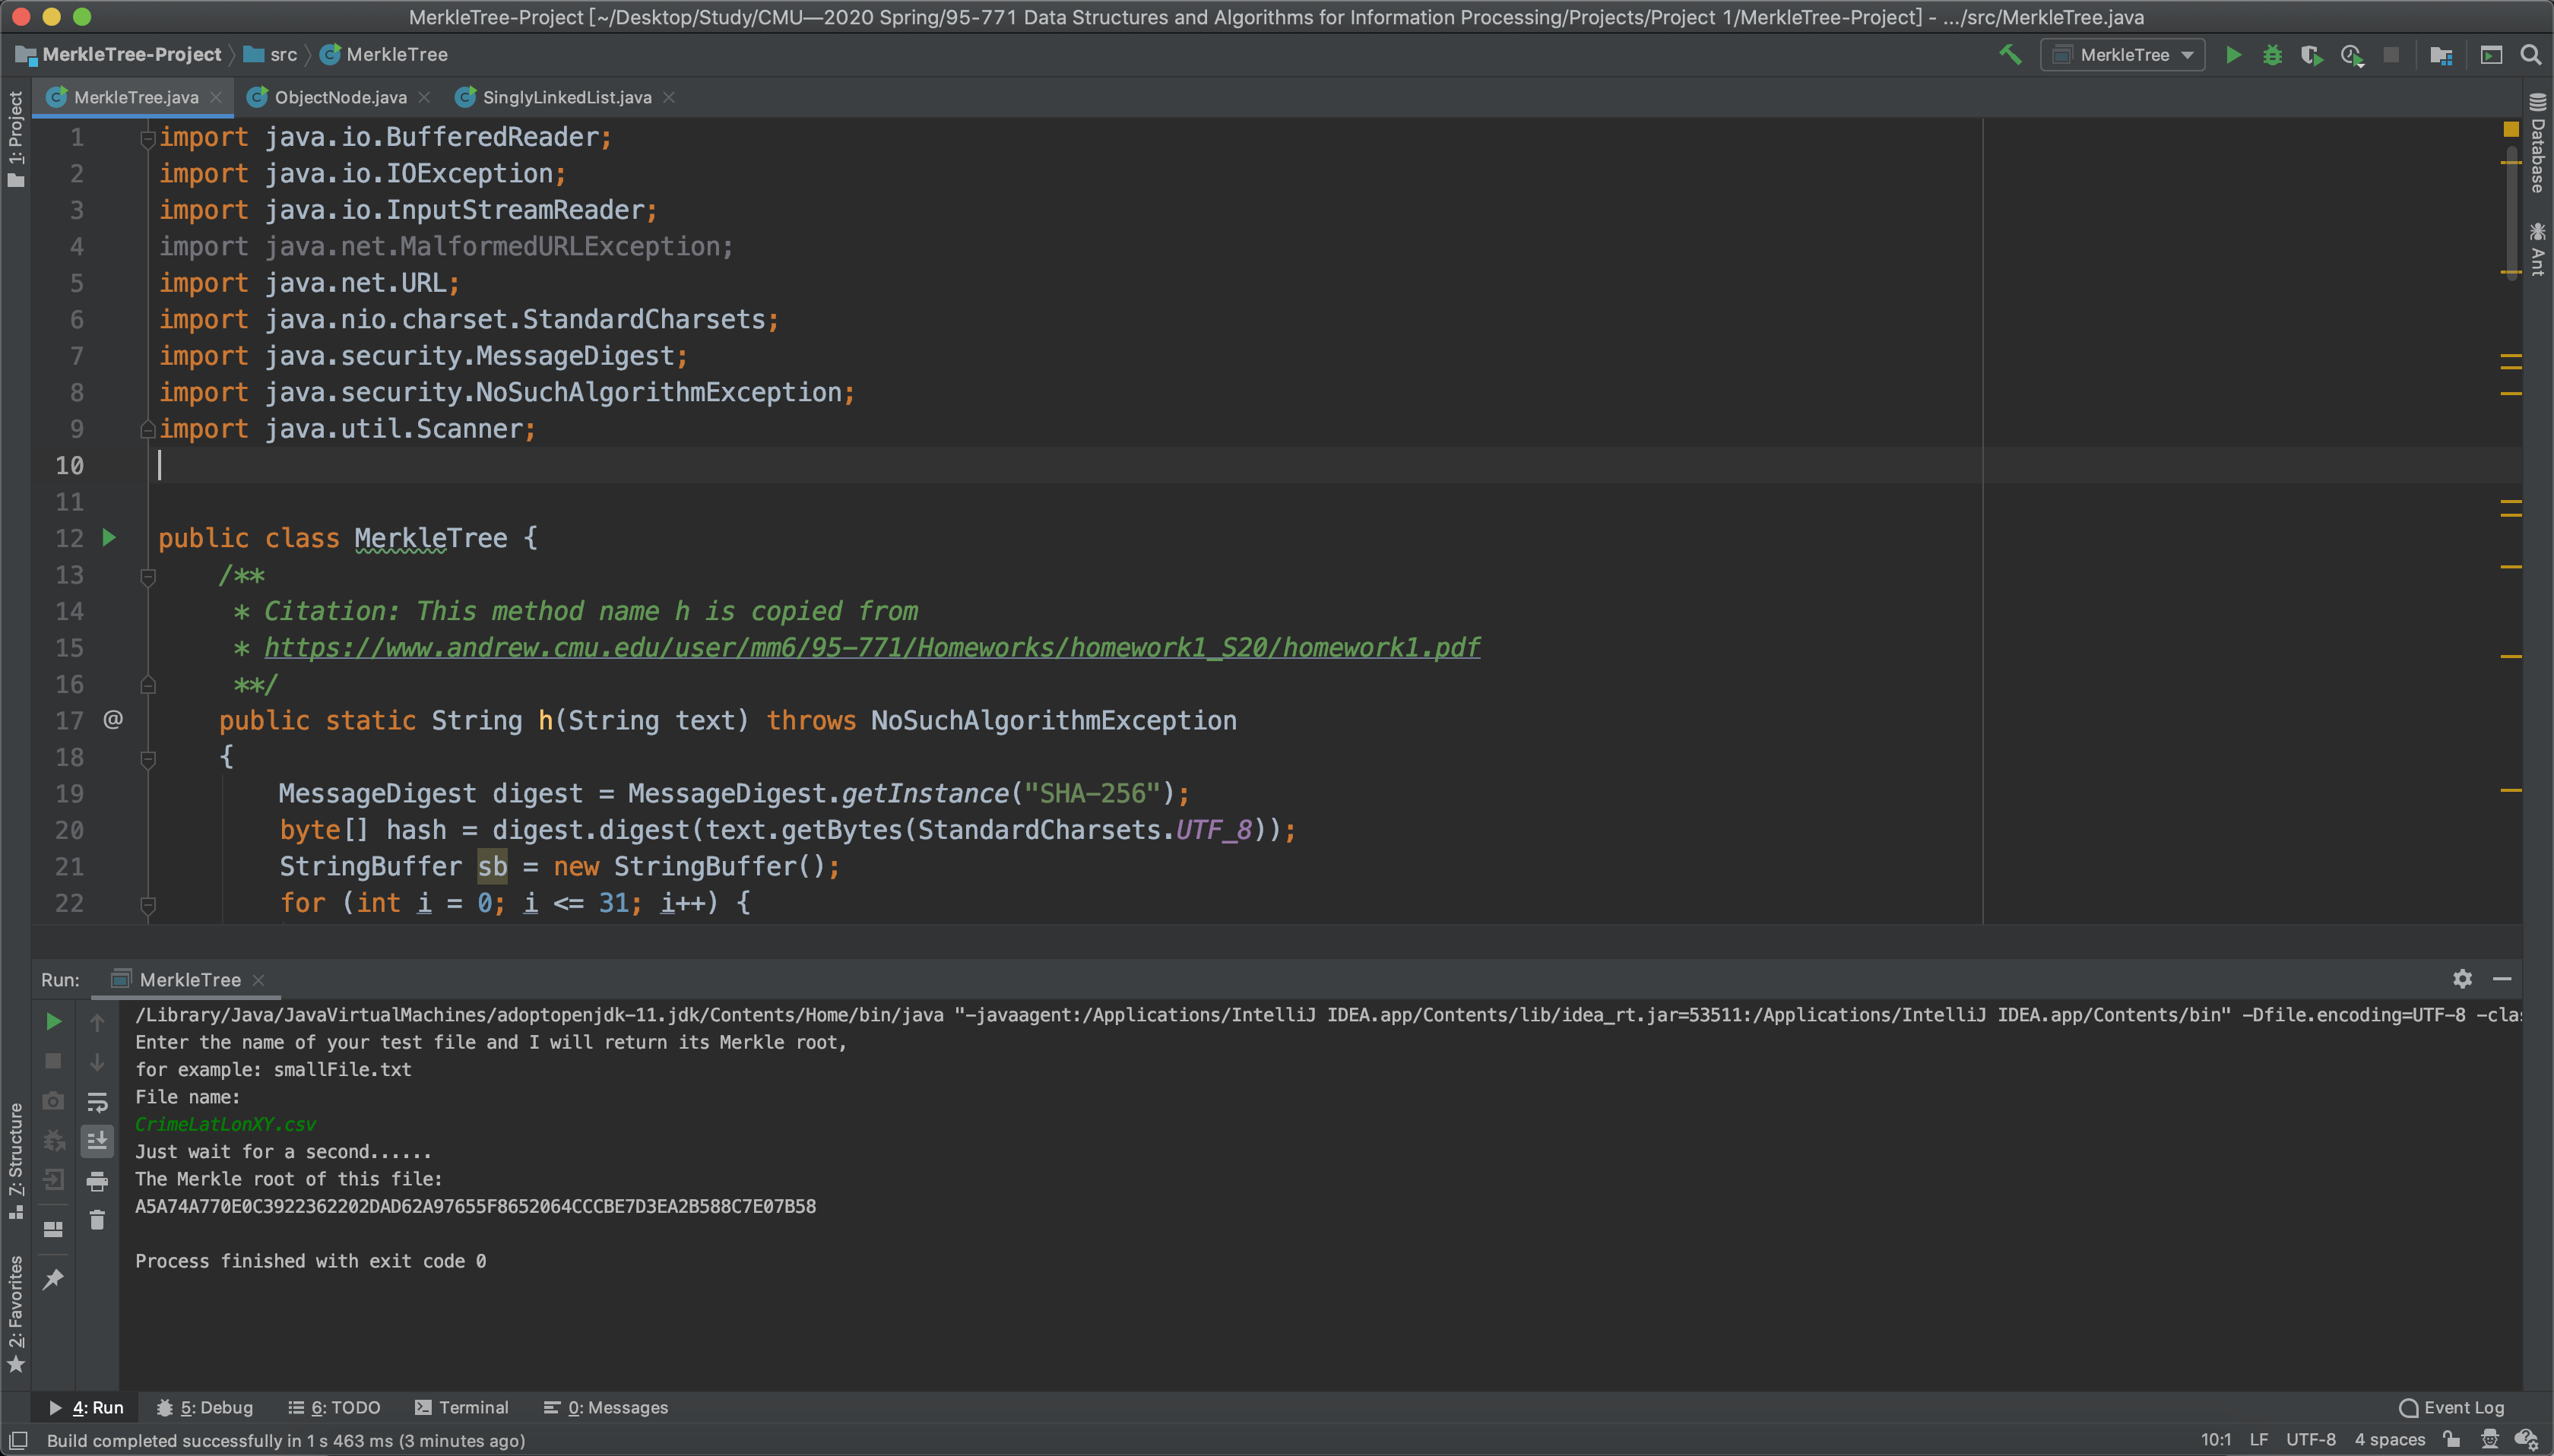 MerkleTree-Project [~/Desktop/Study/CMU—2020 Spring/95-771 Data Structures and Algorithms for Information Processing/Projects/Project 1/MerkleTree-Project] - .../src/MerkleTree.java
MerkleTree-Project src MerkleTree
MerkleTree
MerkleTree.java ObjectNode.java SinglyLinkedList.java
1: Project
Database
Ant
1 import java.io.BufferedReader;
2 import java.io.IOException;
3 import java.io.InputStreamReader;
4 import java.net.MalformedURLException;
5 import java.net.URL;
6 import java.nio.charset.StandardCharsets;
7 import java.security.MessageDigest;
8 import java.security.NoSuchAlgorithmException;
9 import java.util.Scanner;
10
11
12 public class MerkleTree {
13 /**
14 * Citation: This method name h is copied from
15 * https://www.andrew.cmu.edu/user/mm6/95-771/Homeworks/homework1_S20/homework1.pdf
16 **/
17 @ public static String h(String text) throws NoSuchAlgorithmException
18 {
19 MessageDigest digest = MessageDigest.getInstance("SHA-256");
20 byte[] hash = digest.digest(text.getBytes(StandardCharsets.UTF_8));
21 StringBuffer sb = new StringBuffer();
22 for (int i = 0; i <= 31; i++) {
Run: MerkleTree
/Library/Java/JavaVirtualMachines/adoptopenjdk-11.jdk/Contents/Home/bin/java "-javaagent:/Applications/IntelliJ IDEA.app/Contents/lib/idea_rt.jar=53511:/Applications/IntelliJ IDEA.app/Contents/bin" -Dfile.encoding=UTF-8 -clas
Enter the name of your test file and I will return its Merkle root,
for example: smallFile.txt
File name:
CrimeLatLonXY.csv
Just wait for a second......
The Merkle root of this file:
A5A74A770E0C3922362202DAD62A97655F8652064CCCBE7D3EA2B588C7E07B58
Process finished with exit code 0
Z: Structure
2: Favorites
4: Run 5: Debug 6: TODO Terminal 0: Messages Event Log
Build completed successfully in 1 s 463 ms (3 minutes ago) 10:1 LF UTF-8 4 spaces